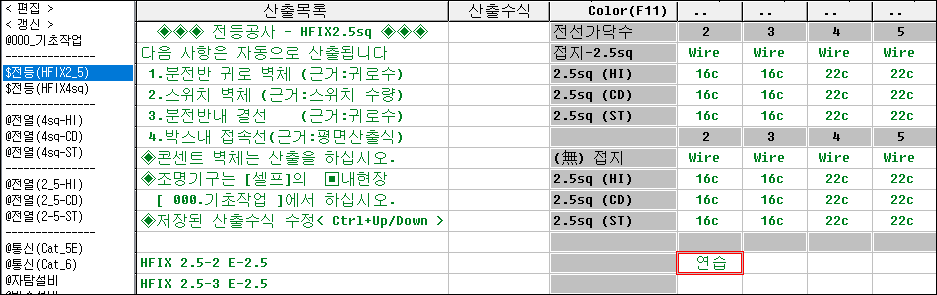 < 편집 >
< 갱신 >
@000_기초작업
---------------
$전등(HFIX2_5)
$전등(HFIX4sq)
---------------
@전열(4sq-HI)
@전열(4sq-CD)
@전열(4sq-ST)
---------------
@전열(2_5-HI)
@전열(2_5-CD)
@전열(2-5-ST)
---------------
@통신(Cat_5E)
@통신(Cat_6)
@자탐설비
산출목록 산출수식 Color(F11) .. .. .. ..
◈◈◈ 전등공사 - HFIX2.5sq ◈◈◈ 전선가닥수 2 3 4 5
다음 사항은 자동으로 산출됩니다 접지-2.5sq Wire Wire Wire Wire
1.분전반 귀로 벽체 (근거:귀로수) 2.5sq (HI) 16c 16c 22c 22c
2.스위치 벽체 (근거:스위치 수량) 2.5sq (CD) 16c 16c 22c 22c
3.분전반내 결선 (근거:귀로수) 2.5sq (ST) 16c 16c 22c 22c
4.박스내 접속선(근거:평면산출식) 2 3 4 5
◈콘센트 벽체는 산출을 하십시오. (無) 접지 Wire Wire Wire Wire
◈조명기구는 [셀프]의 ▣내현장 2.5sq (HI) 16c 16c 16c 22c
[ 000.기초작업 ]에서 하십시오. 2.5sq (CD) 16c 16c 16c 22c
◈저장된 산출수식 수정< Ctrl+Up/Down > 2.5sq (ST) 16c 16c 16c 22c
HFIX 2.5-2 E-2.5 연습
HFIX 2.5-3 E-2.5